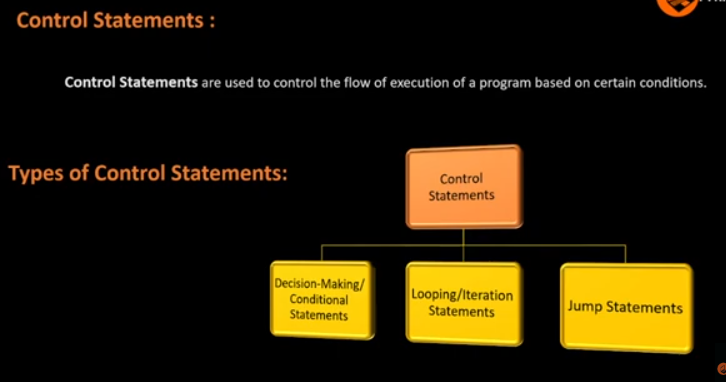 Control Statements :
Control Statements are used to control the flow of execution of a program based on certain conditions.
Types of Control Statements:
Control
Statements
Decision-Making/
Conditional
Statements
Looping/Iteration
Statements
Jump Statements